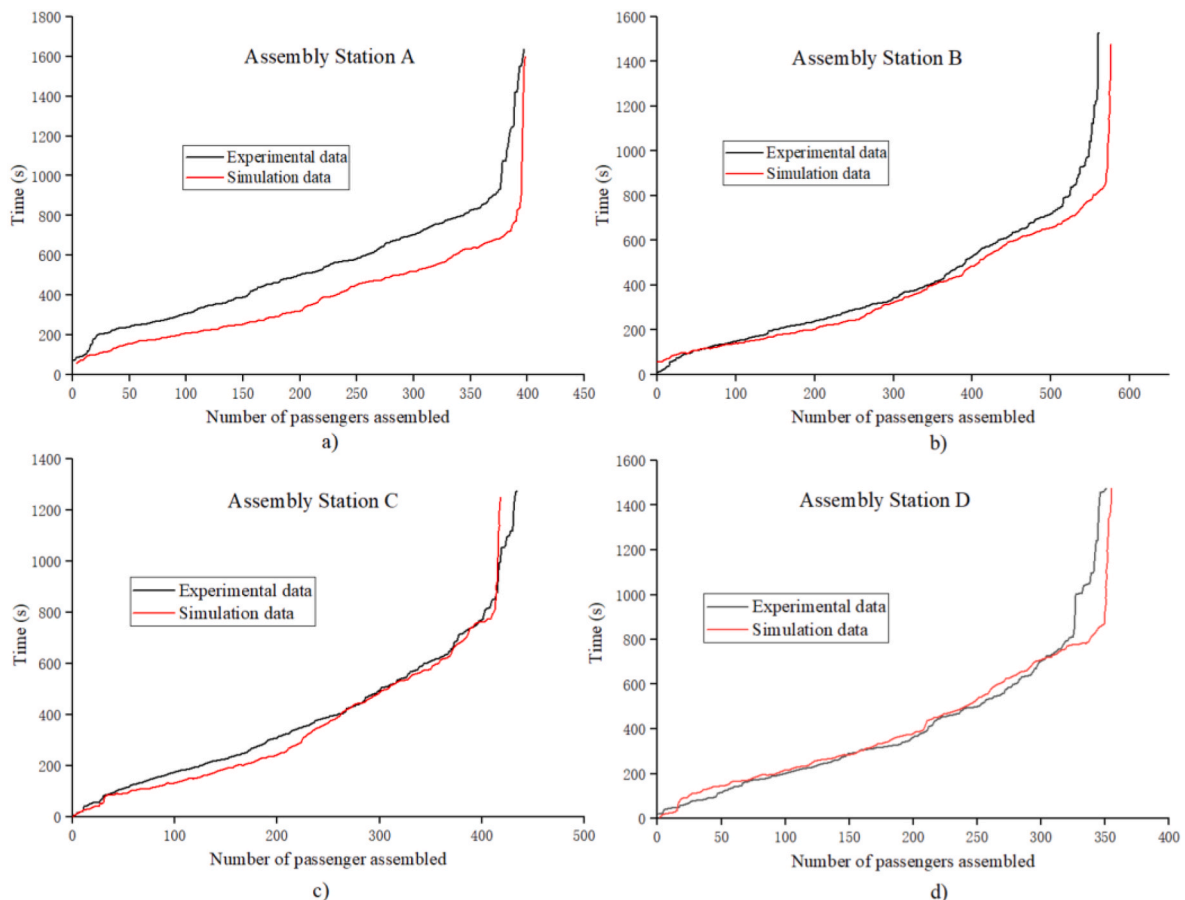 1800
1600
1400
1200
1000
800
600
400
200
0
Time (s)
Assembly Station A
Experimental data
Simulation data
0 50 100 150 200 250 300 350 400 450
Number of passengers assembled
a)
1600
1400
1200
1000
800
600
400
200
0
Time (s)
Assembly Station B
Experimental data
Simulation data
0 100 200 300 400 500 600
Number of passengers assembled
b)
1400
1200
1000
800
600
400
200
0
Time (s)
Assembly Station C
Experimental data
Simulation data
0 100 200 300 400 500
Number of passenger assembled
c)
1600
1400
1200
1000
800
600
400
200
0
Time (s)
Assembly Station D
Experimental data
Simulation data
0 50 100 150 200 250 300 350 400
Number of passengers assembled
d)